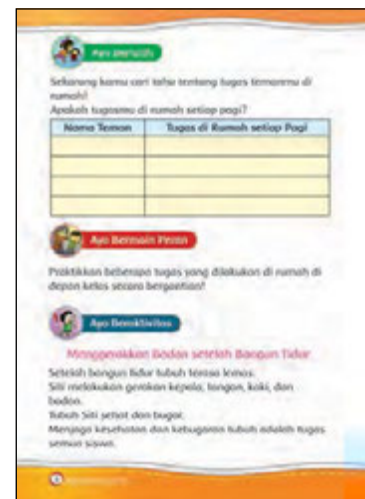 Ayo Berlatih
Sekarang kamu cari tahu tentang tugas temanmu di
rumah!
Apakah tugasmu di rumah setiap pagi?
Nama Teman Tugas di Rumah setiap Pagi
Ayo Bermain Peran
Praktikkan beberapa tugas yang dilakukan di rumah di
depan kelas secara bergantian!
Ayo Beraktivitas
Menggerakkan Badan setelah Bangun Tidur
Setelah bangun tidur tubuh terasa lemas.
Siti melakukan gerakan kepala, tangan, kaki, dan
badan.
Tubuh Siti sehat dan bugar.
Menjaga kesehatan dan kebugaran tubuh adalah tugas
semua siswa.